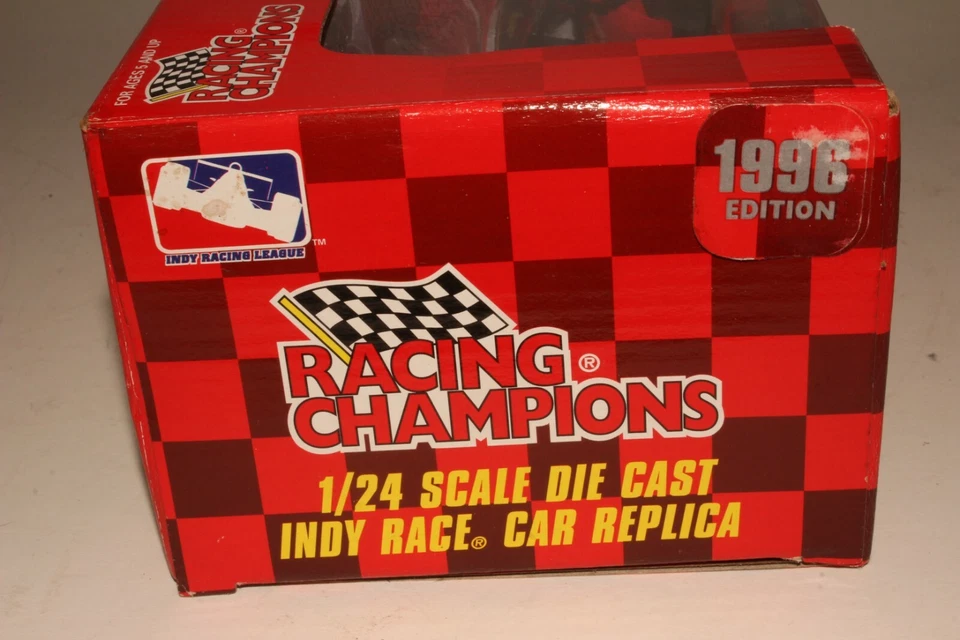 FOR AGES 5 AND UP
RACING®
CHAMPIONS
INDY RACING LEAGUE
TM
1996
EDITION
RACING®
CHAMPIONS
1/24 SCALE DIE CAST
INDY RACE® CAR REPLICA